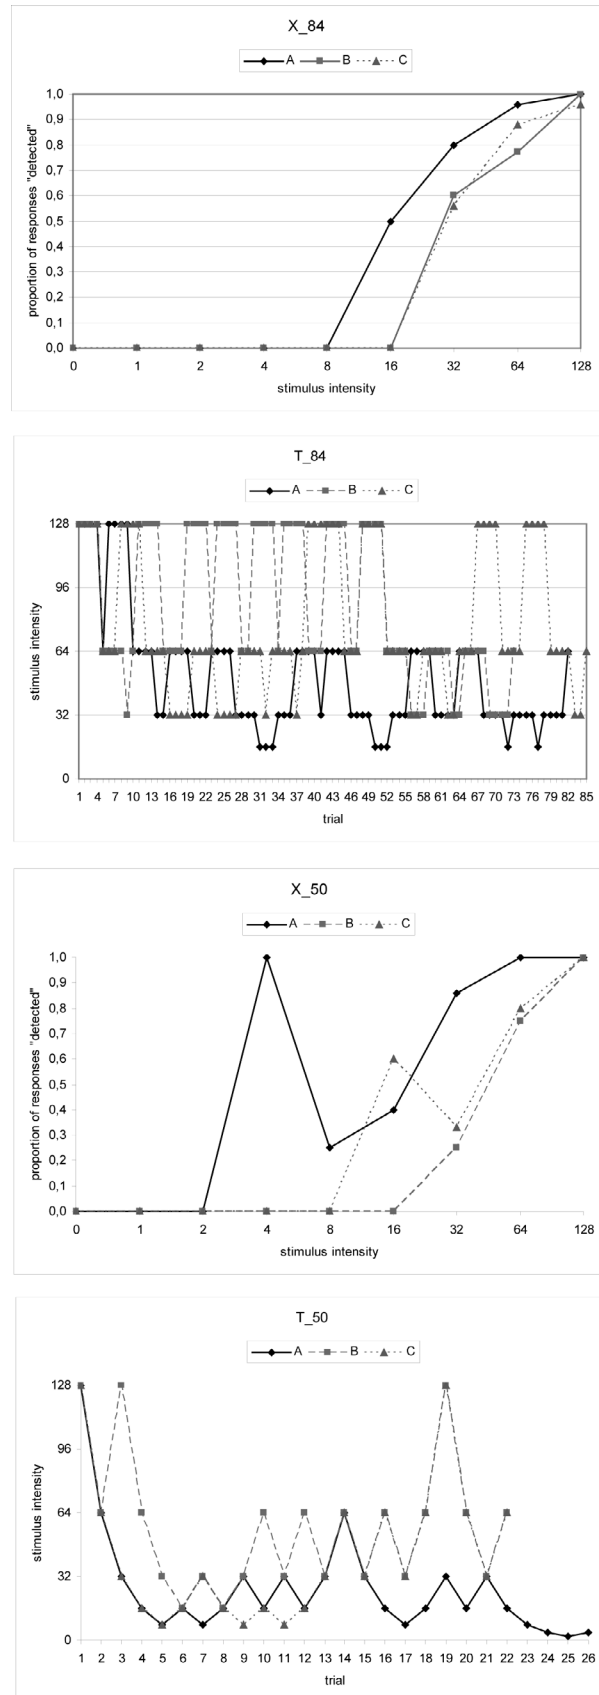 X_84
A B C
proportion of responses "detected"
1,0
0,9
0,8
0,7
0,6
0,5
0,4
0,3
0,2
0,1
0,0
0 1 2 4 8 16 32 64 128
stimulus intensity
T_84
A B C
stimulus intensity
128
96
64
32
0
1 4 7 10 13 16 19 22 25 28 31 34 37 40 43 46 49 52 55 58 61 64 67 70 73 76 79 82 85
trial
X_50
A B C
proportion of responses "detected"
1,0
0,9
0,8
0,6
0,5
0,4
0,3
0,2
0,1
0,0
0 1 2 4 8 16 32 64 128
stimulus intensity
T_50
A B C
stimulus intensity
128
96
64
32
0
1 2 3 4 5 6 7 8 9 10 11 12 13 14 15 16 17 18 19 20 21 22 23 24 25 26
trial